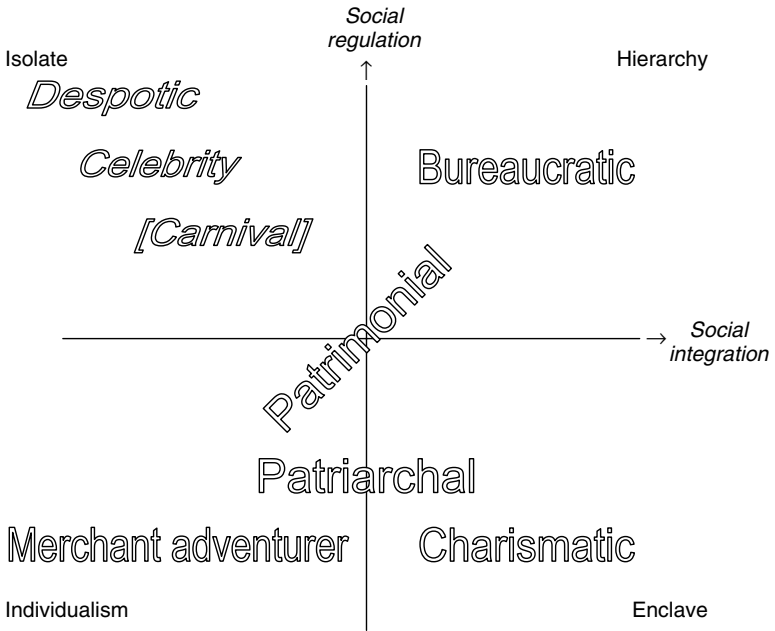 Social
regulation
Isolate
Hierarchy
Despotic
Celebrity
Bureaucratic
[Carnival]
Patrimonial
Social
integration
Patriarchal
Merchant adventurer
Charismatic
Individualism
Enclave